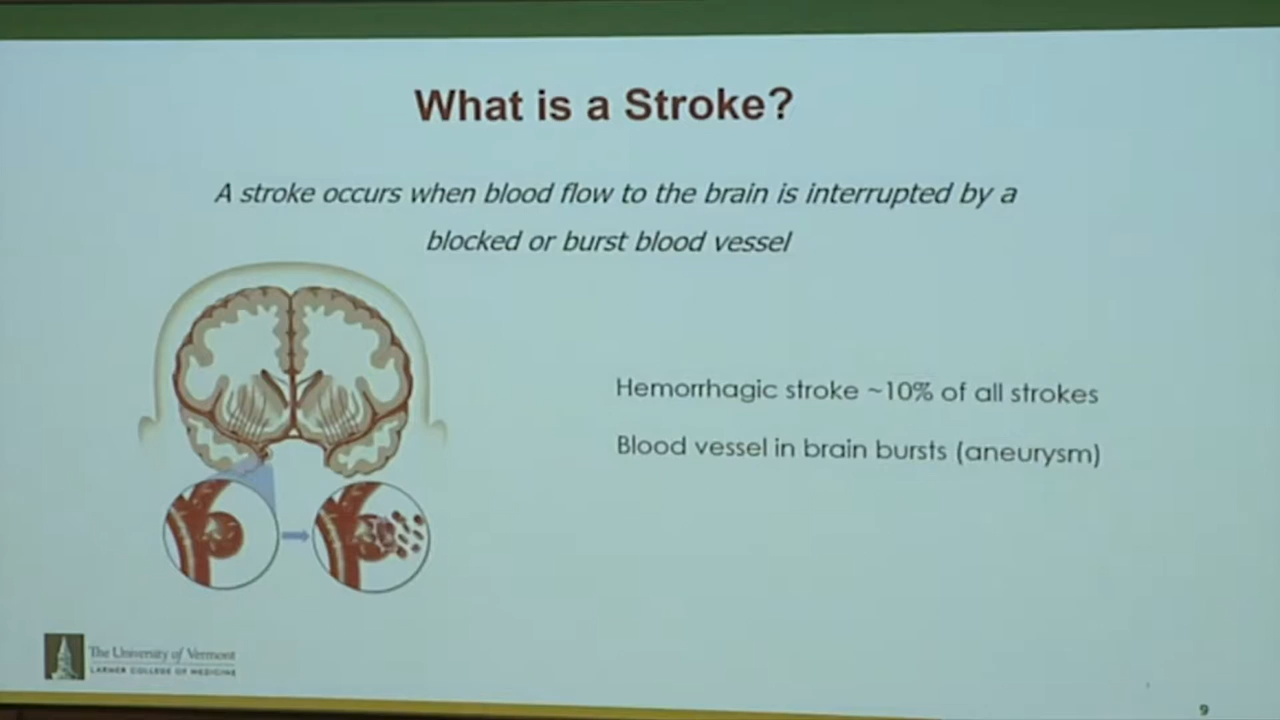 What is a Stroke?
A stroke occurs when blood flow to the brain is interrupted by a
blocked or burst blood vessel
Hemorrhagic stroke ~10% of all strokes
Blood vessel in brain bursts (aneurysm)
The University of Vermont
LARNER COLLEGE OF MEDICINE
9